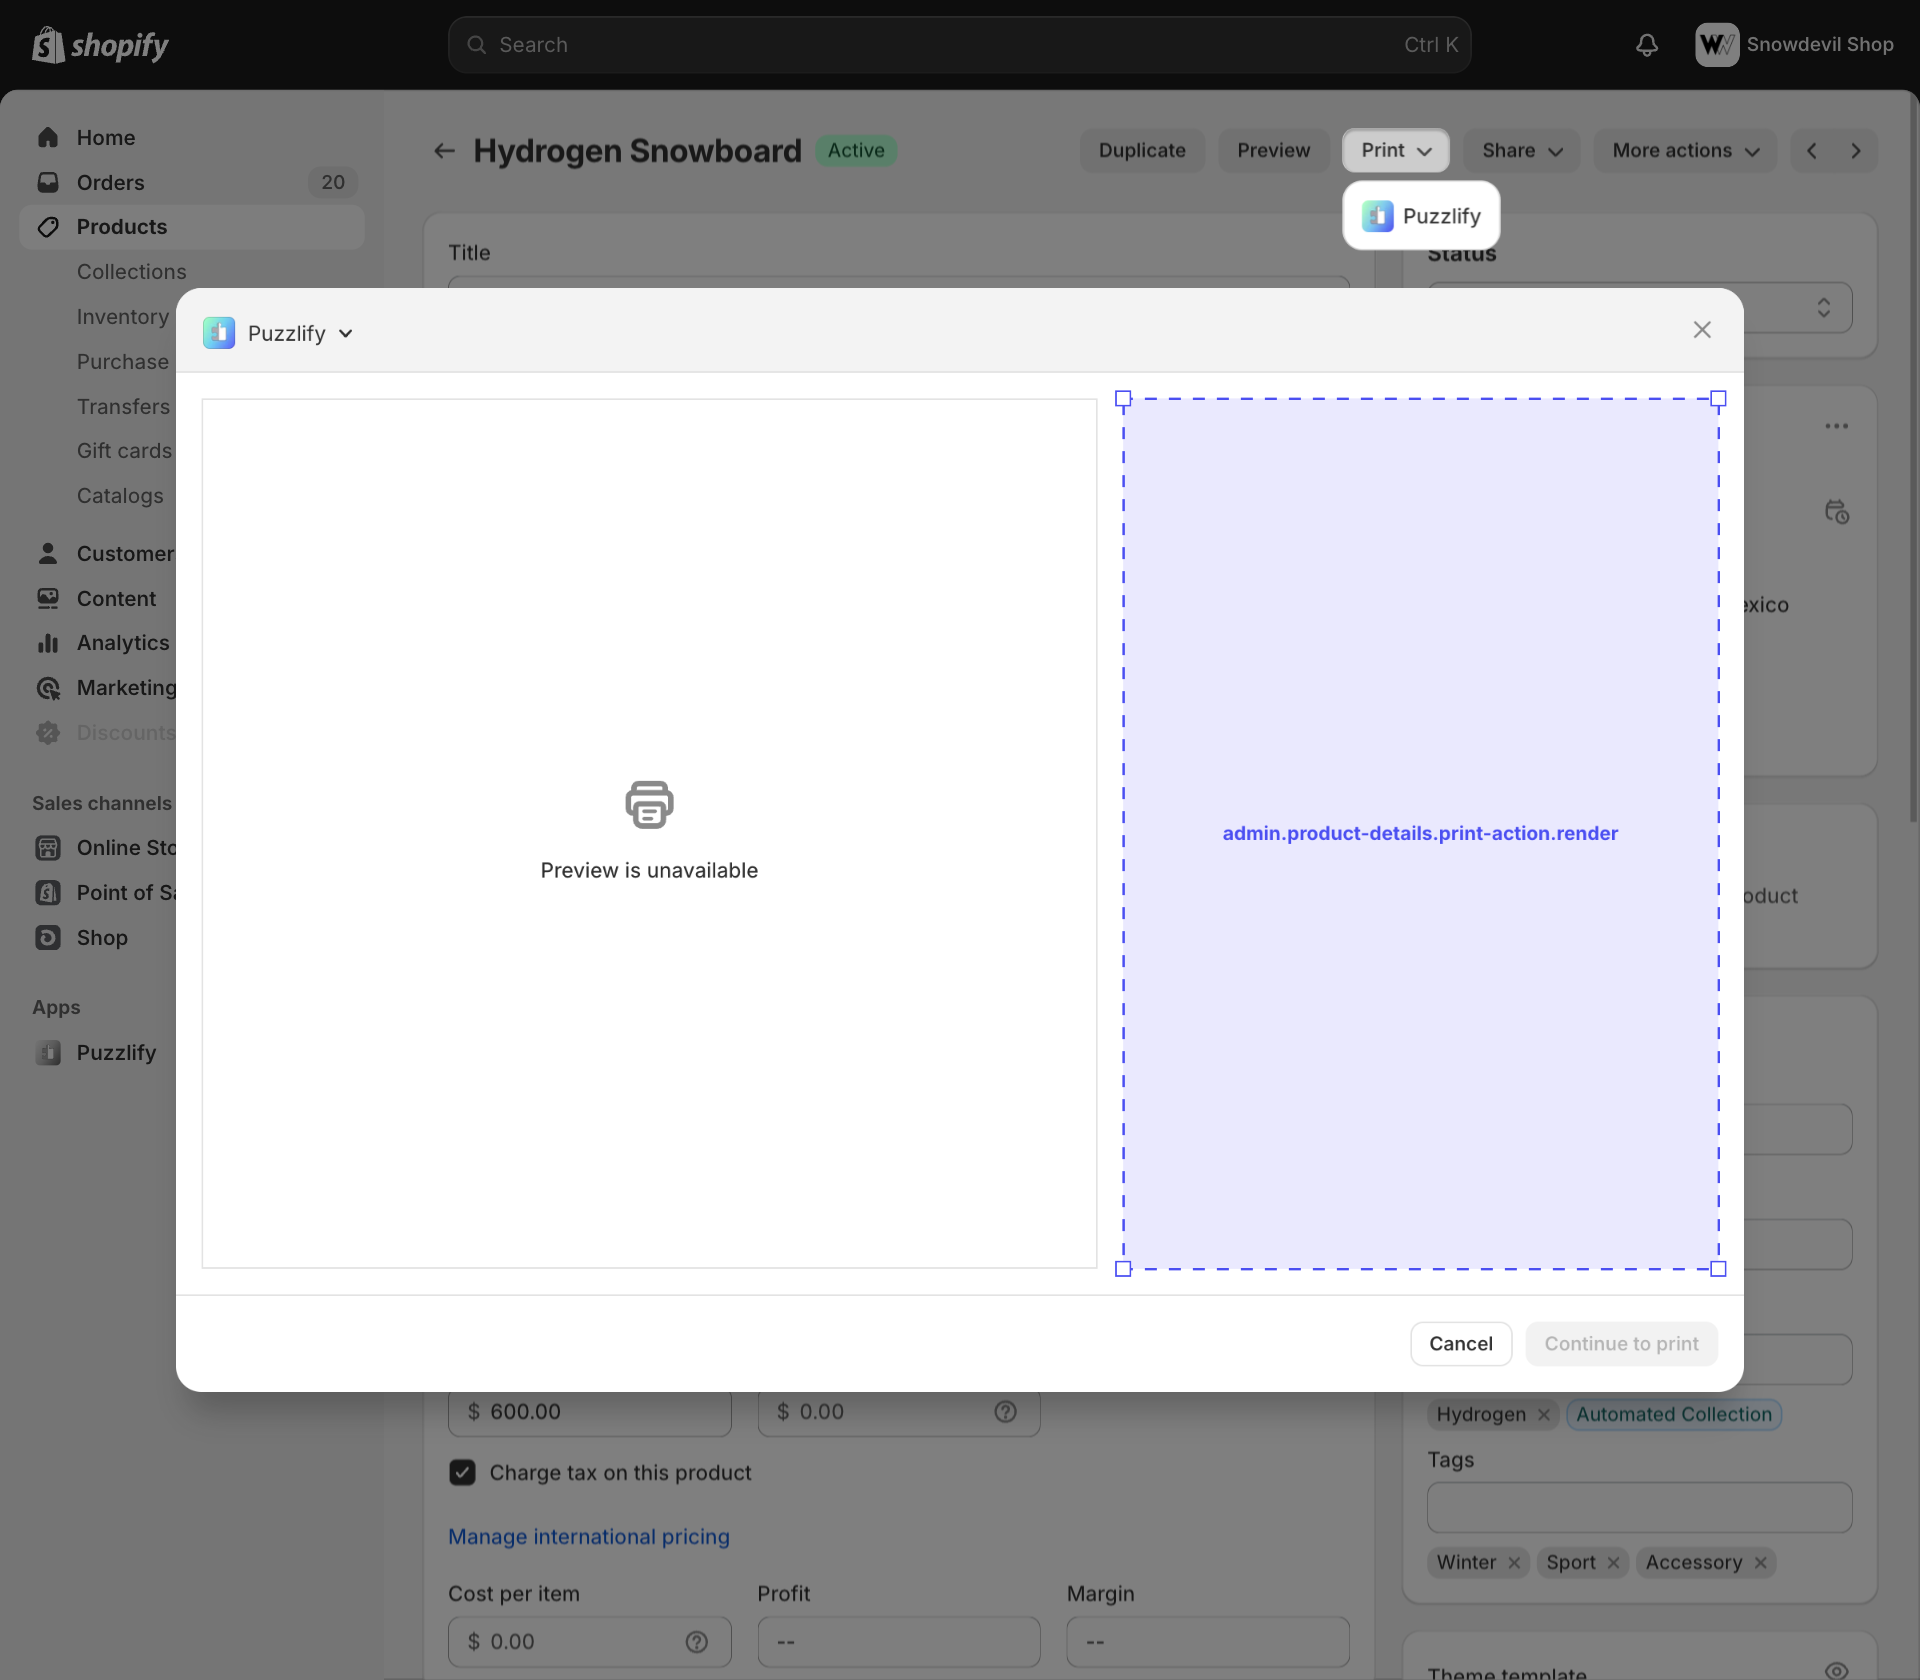 shopify
Search
Ctrl K
Snowdevil Shop
Home
Orders
20
Products
Collections
Inventory
Purchase
Transfers
Gift cards
Catalogs
Customer
Content
Analytics
Marketing
Discounts
Sales channels
Online Sto
Point of Sa
Shop
Apps
Puzzlify
Hydrogen Snowboard
Active
Duplicate
Preview
Print
Share
More actions
Puzzlify
Title
Status
Puzzlify
Preview is unavailable
admin.product-details.print-action.render
Cancel
Continue to print
exico
oduct
$ 600.00
$ 0.00
Charge tax on this product
Manage international pricing
Cost per item
Profit
Margin
$ 0.00
--
--
Hydrogen
Automated Collection
Tags
Winter
Sport
Accessory
Theme template